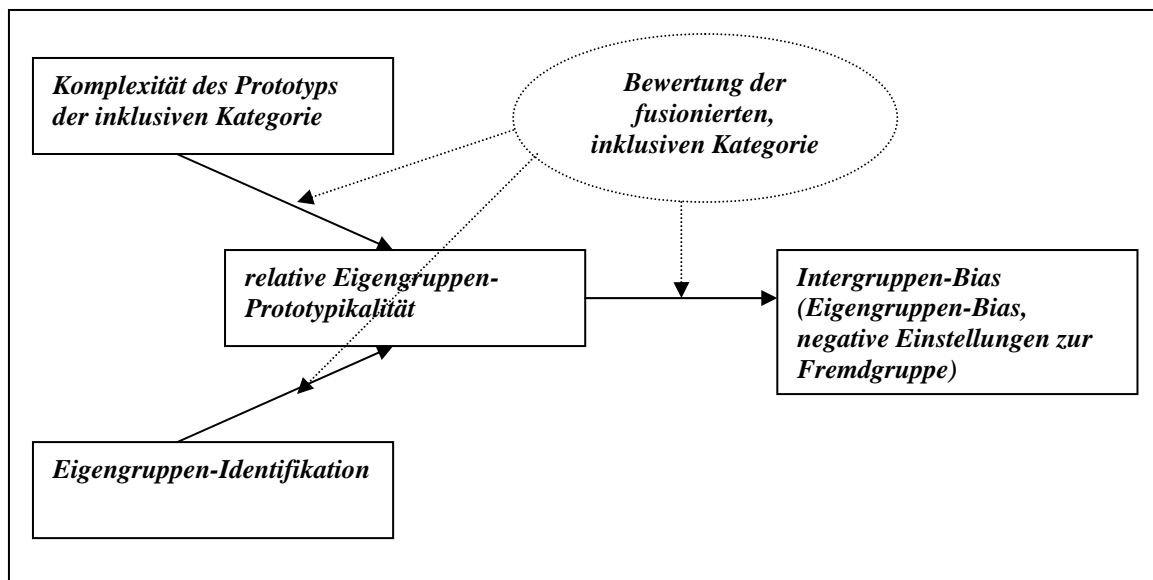 Komplexität des Prototyps
der inklusiven Kategorie
Bewertung der
fusionierten,
inklusiven Kategorie
relative Eigengruppen-
Prototypikalität
Intergruppen-Bias
(Eigengruppen-Bias,
negative Einstellungen zur
Fremdgruppe)
Eigengruppen-Identifikation